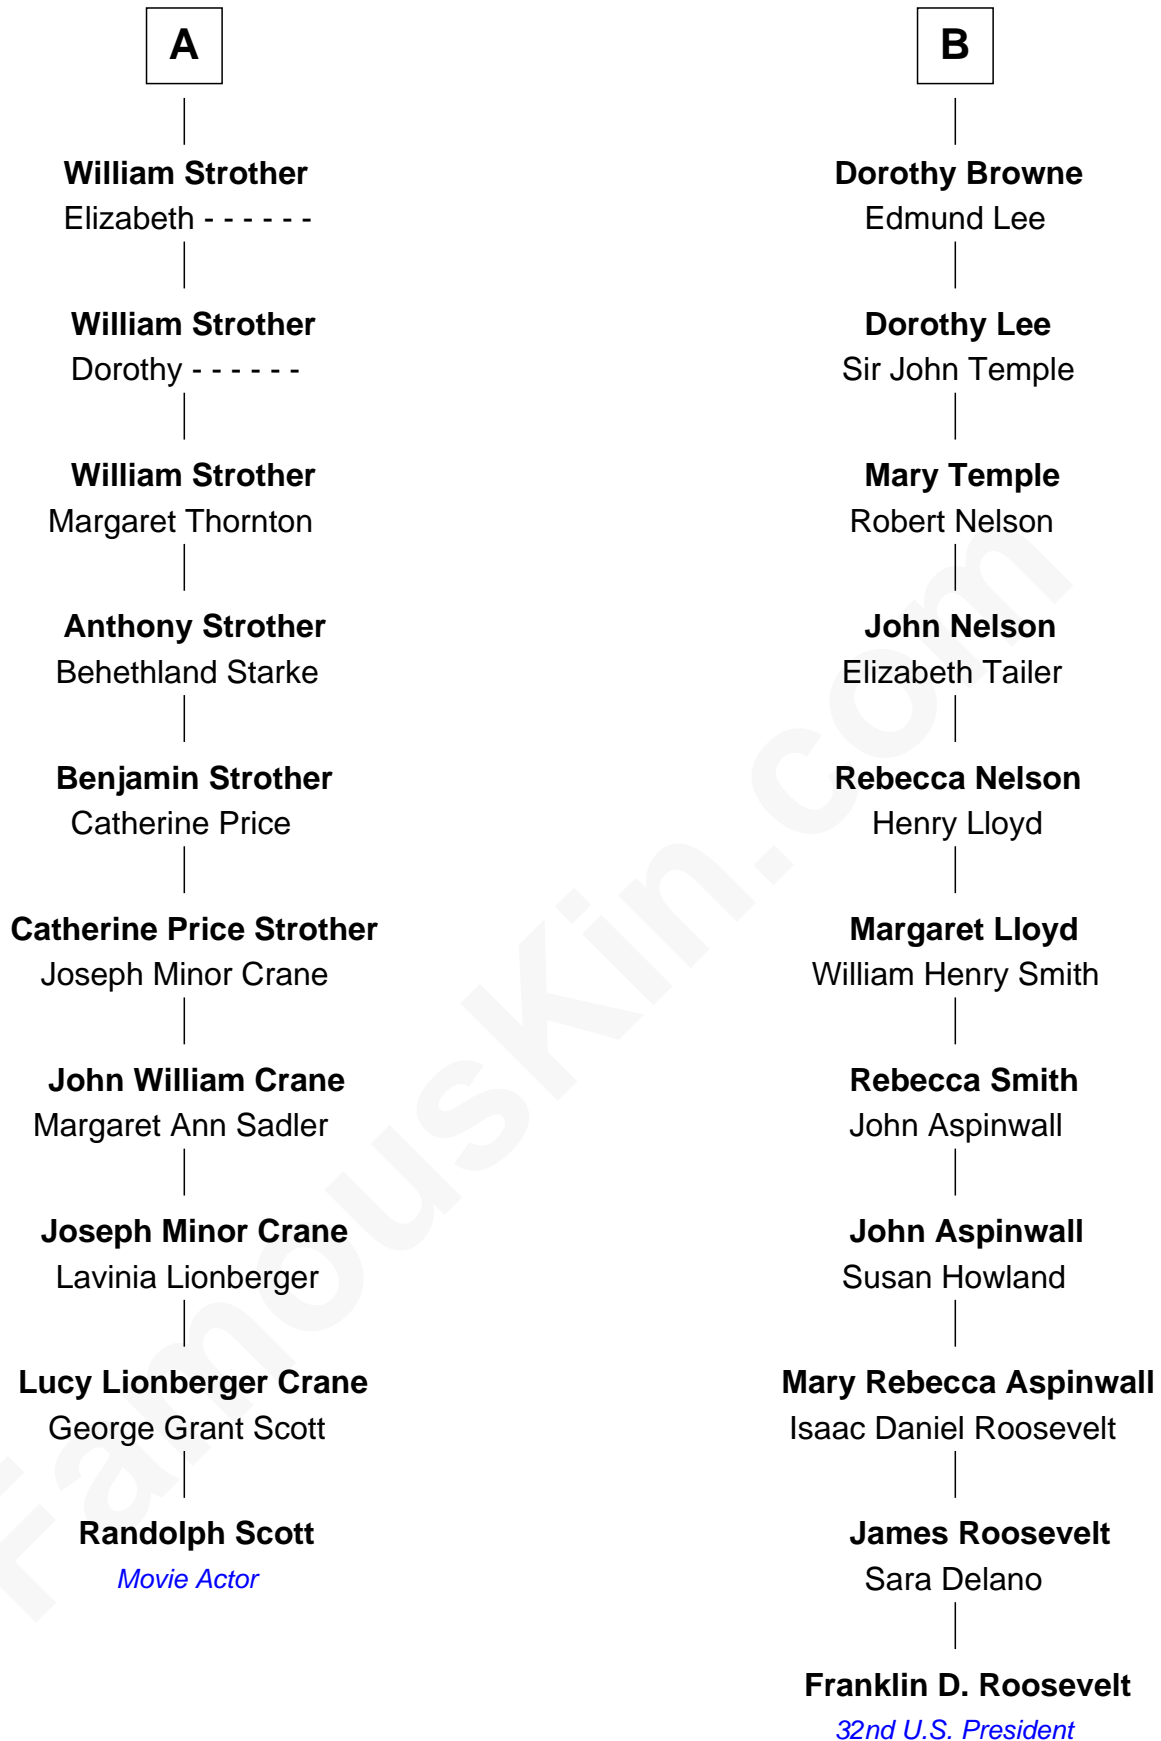 A
William Strother
Elizabeth - - - - - -
William Strother
Dorothy - - - - - -
William Strother
Margaret Thornton
Anthony Strother
Behethland Starke
Benjamin Strother
Catherine Price
Catherine Price Strother
Joseph Minor Crane
John William Crane
Margaret Ann Sadler
Joseph Minor Crane
Lavinia Lionberger
Lucy Lionberger Crane
George Grant Scott
Randolph Scott
Movie Actor
B
Dorothy Browne
Edmund Lee
Dorothy Lee
Sir John Temple
Mary Temple
Robert Nelson
John Nelson
Elizabeth Tailer
Rebecca Nelson
Henry Lloyd
Margaret Lloyd
William Henry Smith
Rebecca Smith
John Aspinwall
John Aspinwall
Susan Howland
Mary Rebecca Aspinwall
Isaac Daniel Roosevelt
James Roosevelt
Sara Delano
Franklin D. Roosevelt
32nd U.S. President
FamousKin.com